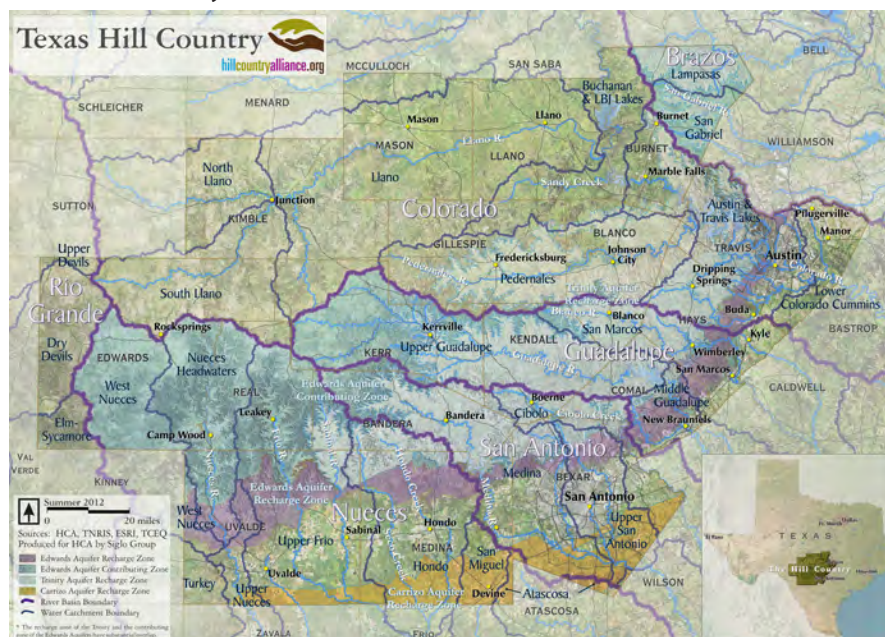 Texas Hill Country
hillcountryalliance.org
MCCULLOCH
SAN SABA
BELL
Brazos
Lampasas
San Gabriel R.
San
Gabriel
Buchanan
& LBJ Lakes
SCHLEICHER
MENARD
Mason
Llano
Burnet
WILLIAMSON
MASON
Llano R.
LLANO
BURNET
North
Llano
Llano
Sandy Creek
Marble Falls
Junction
SUTTON
KIMBLE
Colorado
Austin &
Travis Lakes
Pflugerville
Manor
GILLESPIE
BLANCO
TRAVIS
Upper
Devils
Fredericksburg
Johnson
City
Austin
Pedernales R.
Pedernales
Dripping
Springs
Colorado R.
Rio
Grande
South Llano
Trinity Aquifer
Recharge Zone
Lower
Colorado Cummins
Buda
Blanco
HAYS
BASTROP
Rocksprings
Kerrville
Blanco R.
San Marcos
Kyle
KERR
Upper Guadalupe
KENDALL
Guadalupe
Wimberley
Dry
Devils
EDWARDS
Nueces
Headwaters
Guadalupe R.
San Marcos
West
Nueces
REAL
Edwards Aquifer
Contributing Zone
COMAL
Middle
Guadalupe
CALDWELL
Elm-
Sycamore
Leakey
Boerne
Cibolo
Cibolo Creek
BANDERA
Bandera
New Braunfels
Camp Wood
Frio R.
San Antonio
VAL
VERDE
KINNEY
Nueces R.
Hondo Creek
Medina
BEXAR
Edwards Aquifer
Recharge Zone
Medina R.
San Antonio
West
Nueces
Nueces
Upper
San
Antonio
UVALDE
Sabinal
Hondo
Upper Frio
MEDINA
Hondo
San
Miguel
Turkey
Uvalde
Upper
Nueces
WILSON
Carrizo Aquifer
Recharge Zone
Devine
Atascosa
ATASCOSA
ZAVALA
FRIO
Summer 2012
0 20 miles
Sources: HCA, TNRIS, ESRI, TCEQ
Produced for HCA by Siglo Group
Edwards Aquifer Recharge Zone
Edwards Aquifer Contributing Zone
Trinity Aquifer Recharge Zone
Carrizo Aquifer Recharge Zone
River Basin Boundary
Water Catchment Boundary
TEXAS
The Hill Country